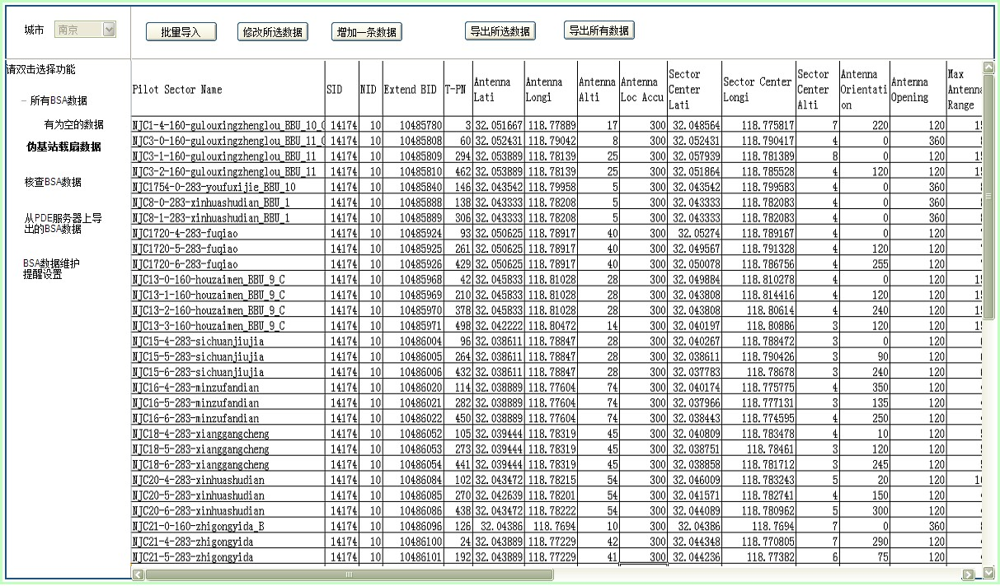 城市 南京 批量导入 修改所选数据 增加一条数据 导出所选数据 导出所有数据
请双击选择功能
所有BSA数据
有为空的数据
伪基站载扇数据
核查BSA数据
从PDE服务器上导
出的BSA数据
BSA数据维护
提醒设置
Pilot Sector Name SID NID Extend BID T-PN Antenna Lati Antenna Longi Antenna Alti Antenna Loc Accu Sector Center Lati Sector Center Longi Sector Center Alti Antenna Orientati on Antenna Opening Max Antenna Range
NJC1-4-160-gulouxingzhenglou_BBU_10_ 14174 10 10485780 3 32.051667 118.77889 17 300 32.048564 118.775817 7 220 120
NJC3-0-160-gulouxingzhenglou_BBU_11_ 14174 10 10485808 60 32.052431 118.79042 8 300 32.052431 118.790417 4 0 360
NJC3-1-160-gulouxingzhenglou_BBU_11 14174 10 10485809 294 32.053889 118.78139 25 300 32.057939 118.781389 8 0 120
NJC3-2-160-gulouxingzhenglou_BBU_11 14174 10 10485810 462 32.053889 118.78139 25 300 32.051864 118.785528 4 120 120
NJC1754-0-283-youfuxijie_BBU_10 14174 10 10485840 146 32.043542 118.79958 5 300 32.043542 118.799583 4 0 360
NJC8-0-283-xinhuashudian_BBU_1 14174 10 10485888 138 32.043333 118.78208 5 300 32.043333 118.782083 4 0 360
NJC8-1-283-xinhuashudian_BBU_1 14174 10 10485889 306 32.043333 118.78208 5 300 32.043333 118.782083 4 0 360
NJC1720-4-283-fuqiao 14174 10 10485924 93 32.050625 118.78917 40 300 32.05274 118.789167 4 0 120
NJC1720-5-283-fuqiao 14174 10 10485925 261 32.050625 118.78917 40 300 32.049567 118.791328 4 120 120
NJC1720-6-283-fuqiao 14174 10 10485926 429 32.050625 118.78917 40 300 32.050078 118.786756 4 255 120
NJC13-0-160-houzaimen_BBU_9_C 14174 10 10485968 42 32.045833 118.81028 28 300 32.049884 118.810278 4 0 120
NJC13-1-160-houzaimen_BBU_9_C 14174 10 10485969 210 32.045833 118.81028 28 300 32.043808 118.814416 4 120 120
NJC13-2-160-houzaimen_BBU_9_C 14174 10 10485970 378 32.045833 118.81028 28 300 32.043808 118.80614 4 240 120
NJC13-3-160-houzaimen_BBU_9_C 14174 10 10485971 498 32.042222 118.80472 14 300 32.040197 118.80886 3 120 120
NJC15-4-283-sichuanjiujia 14174 10 10486004 96 32.038611 118.78847 28 300 32.040267 118.788472 3 0 120
NJC15-5-283-sichuanjiujia 14174 10 10486005 264 32.038611 118.78847 28 300 32.038611 118.790426 3 90 120
NJC15-6-283-sichuanjiujia 14174 10 10486006 432 32.038611 118.78847 28 300 32.037783 118.78678 3 240 120
NJC16-4-283-minzufandian 14174 10 10486020 114 32.038889 118.77604 74 300 32.040174 118.775775 4 350 120
NJC16-5-283-minzufandian 14174 10 10486021 282 32.038889 118.77604 74 300 32.037966 118.777131 3 135 120
NJC16-6-283-minzufandian 14174 10 10486022 450 32.038889 118.77604 74 300 32.038443 118.774595 4 250 120
NJC18-4-283-xianggangcheng 14174 10 10486052 105 32.039444 118.78319 45 300 32.040809 118.783478 4 10 120
NJC18-5-283-xianggangcheng 14174 10 10486053 273 32.039444 118.78319 45 300 32.038751 118.78461 3 120 120
NJC18-6-283-xianggangcheng 14174 10 10486054 441 32.039444 118.78319 45 300 32.038858 118.781712 3 245 120
NJC20-4-283-xinhuashudian 14174 10 10486084 102 32.043472 118.78215 54 300 32.046009 118.783243 5 20 120
NJC20-5-283-xinhuashudian 14174 10 10486085 270 32.042639 118.78201 54 300 32.041571 118.782741 4 150 120
NJC20-6-283-xinhuashudian 14174 10 10486086 438 32.043472 118.78222 54 300 32.044089 118.780962 5 300 120
NJC21-0-160-zhigongyida_B 14174 10 10486096 126 32.04386 118.7694 10 300 32.04386 118.7694 7 0 360
NJC21-4-283-zhigongyida 14174 10 10486100 24 32.043889 118.77229 42 300 32.044348 118.770805 7 290 120
NJC21-5-283-zhigongyida 14174 10 10486101 192 32.043889 118.77229 41 300 32.044236 118.77382 6 75 120